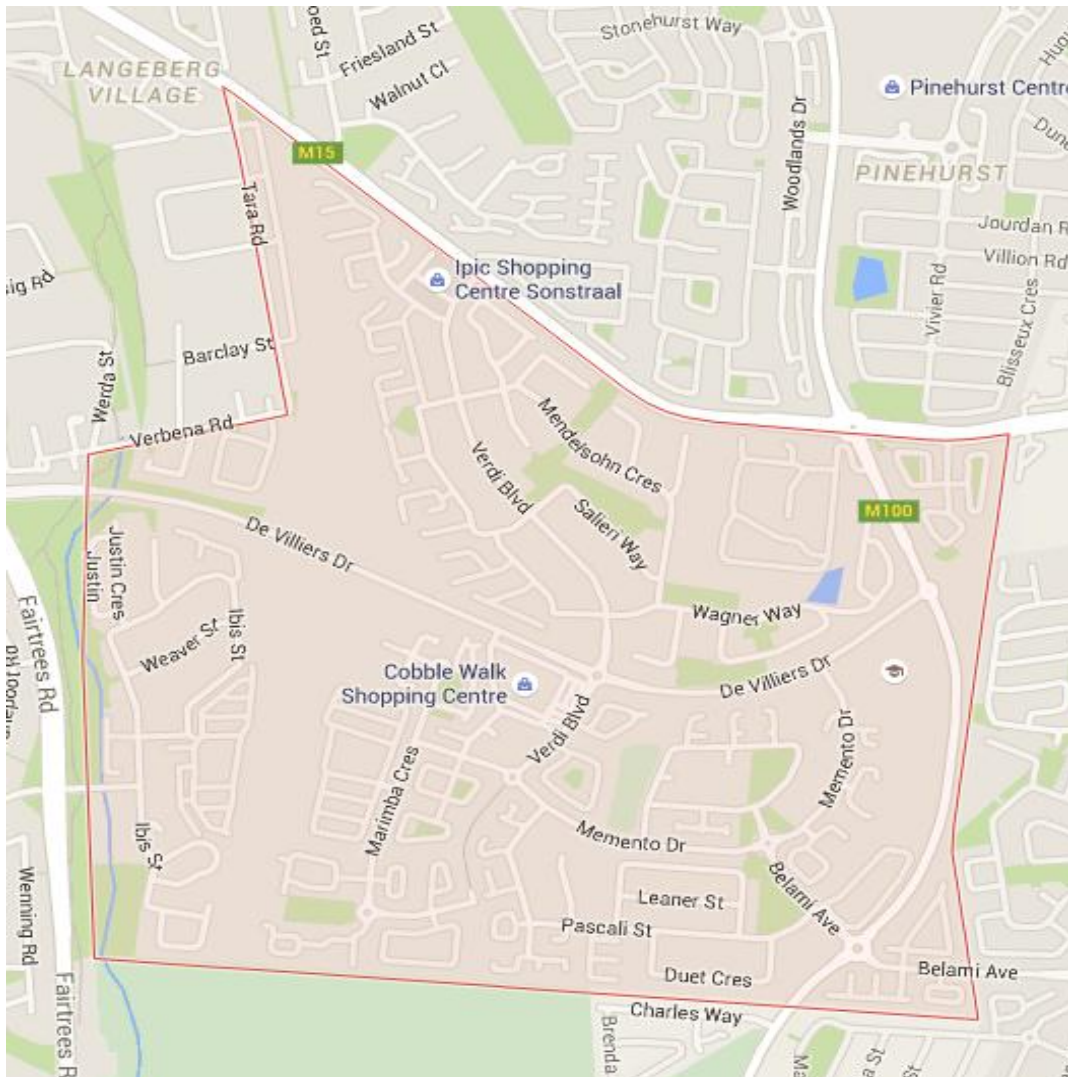 LANGEBERG
VILLAGE
Friesland St
Walnut Cl
Stonehurst Way
Woodlands Dr
Pinehurst Centre
PINEHURST
M15
Tara Rd
Ipic Shopping
Centre Sonstraal
Jourdan R
Villion Rd
Vivier Rd
Blisseux Cres
sig Rd
Barclay St
Werda St
Verbena Rd
Mendelsohn Cres
Verdi Blvd
Salieri Way
M100
De Villiers Dr
Justin Cres
Justin
Ibis St
Weaver St
Wagner Way
Fairtrees Rd
Cobble Walk
Shopping Centre
De Villiers Dr
Verdi Blvd
Memento Dr
Marimba Cres
Ibis St
Memento Dr
Belami Ave
Wenning Rd
Leaner St
Pascali St
Duet Cres
Belami Ave
Fairtrees R
Charles Way
Brenda